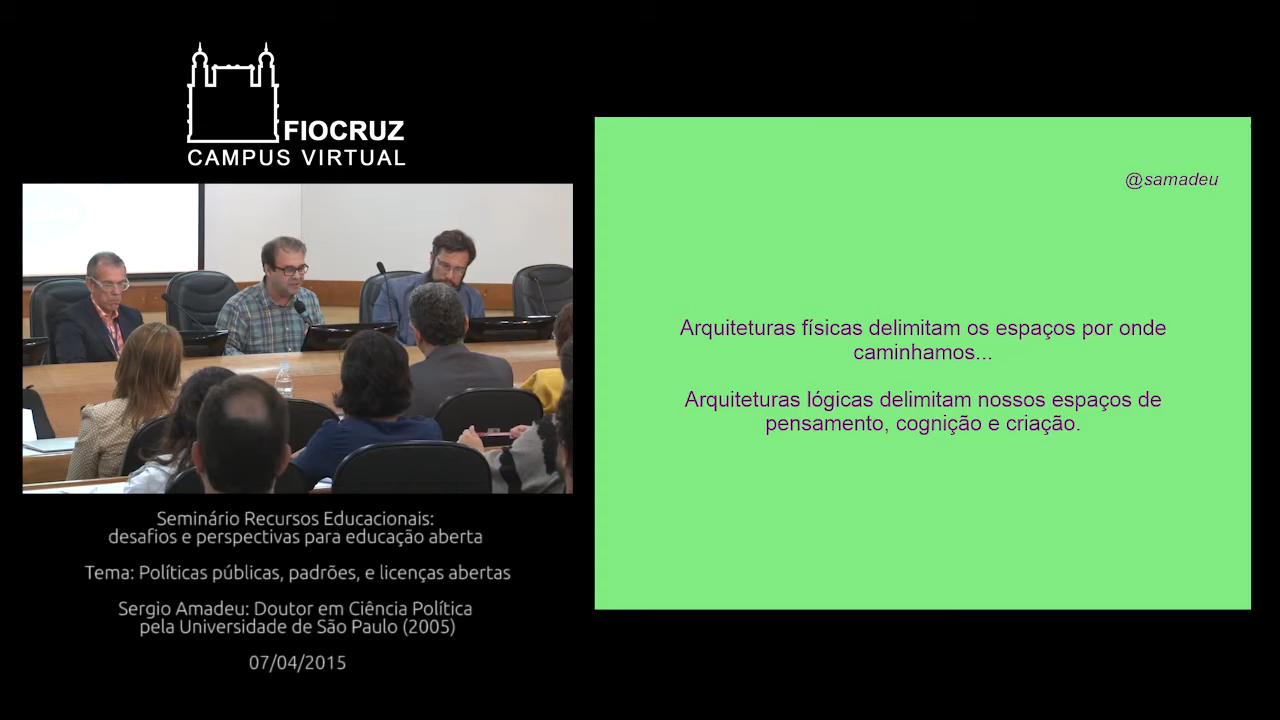 FIOCRUZ
CAMPUS VIRTUAL
Seminário Recursos Educacionais:
desafios e perspectivas para educação aberta
Tema: Políticas públicas, padrões, e licenças abertas
Sergio Amadeu: Doutor em Ciência Política
pela Universidade de São Paulo (2005)
07/04/2015
@samadeu
Arquiteturas físicas delimitam os espaços por onde
caminhamos...
Arquiteturas lógicas delimitam nossos espaços de
pensamento, cognição e criação.